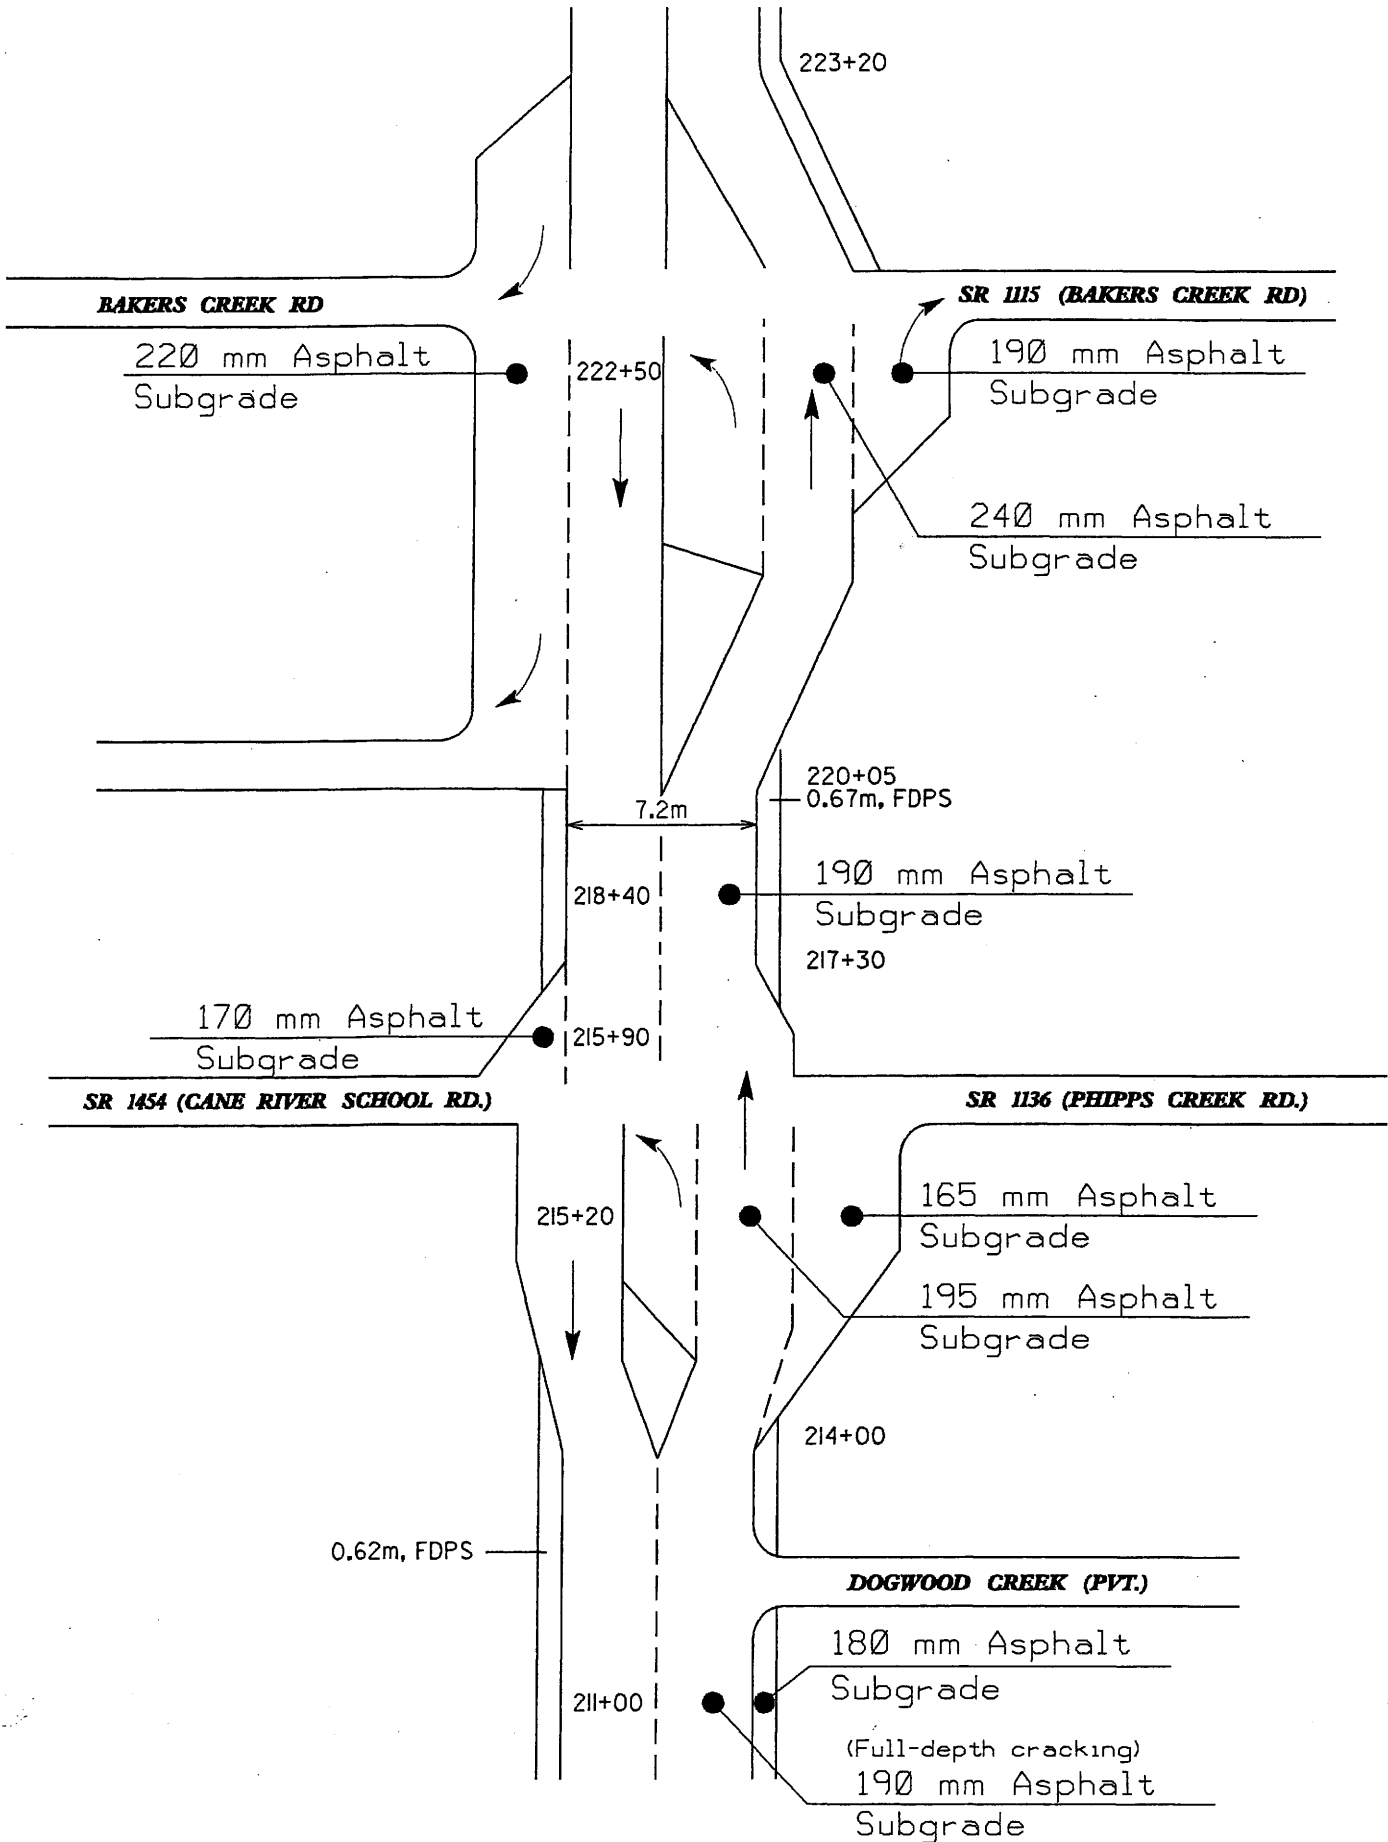 223+20
BAKERS CREEK RD
SR 1115 (BAKERS CREEK RD)
220 mm Asphalt
Subgrade
222+50
190 mm Asphalt
Subgrade
240 mm Asphalt
Subgrade
220+05
0.67m, FDPS
7.2m
218+40
190 mm Asphalt
Subgrade
217+30
170 mm Asphalt
Subgrade
215+90
SR 1454 (CANE RIVER SCHOOL RD.)
SR 1136 (PHIPPS CREEK RD.)
215+20
165 mm Asphalt
Subgrade
195 mm Asphalt
Subgrade
214+00
0.62m, FDPS
DOGWOOD CREEK (PVT.)
180 mm Asphalt
Subgrade
211+00
(Full-depth cracking)
190 mm Asphalt
Subgrade